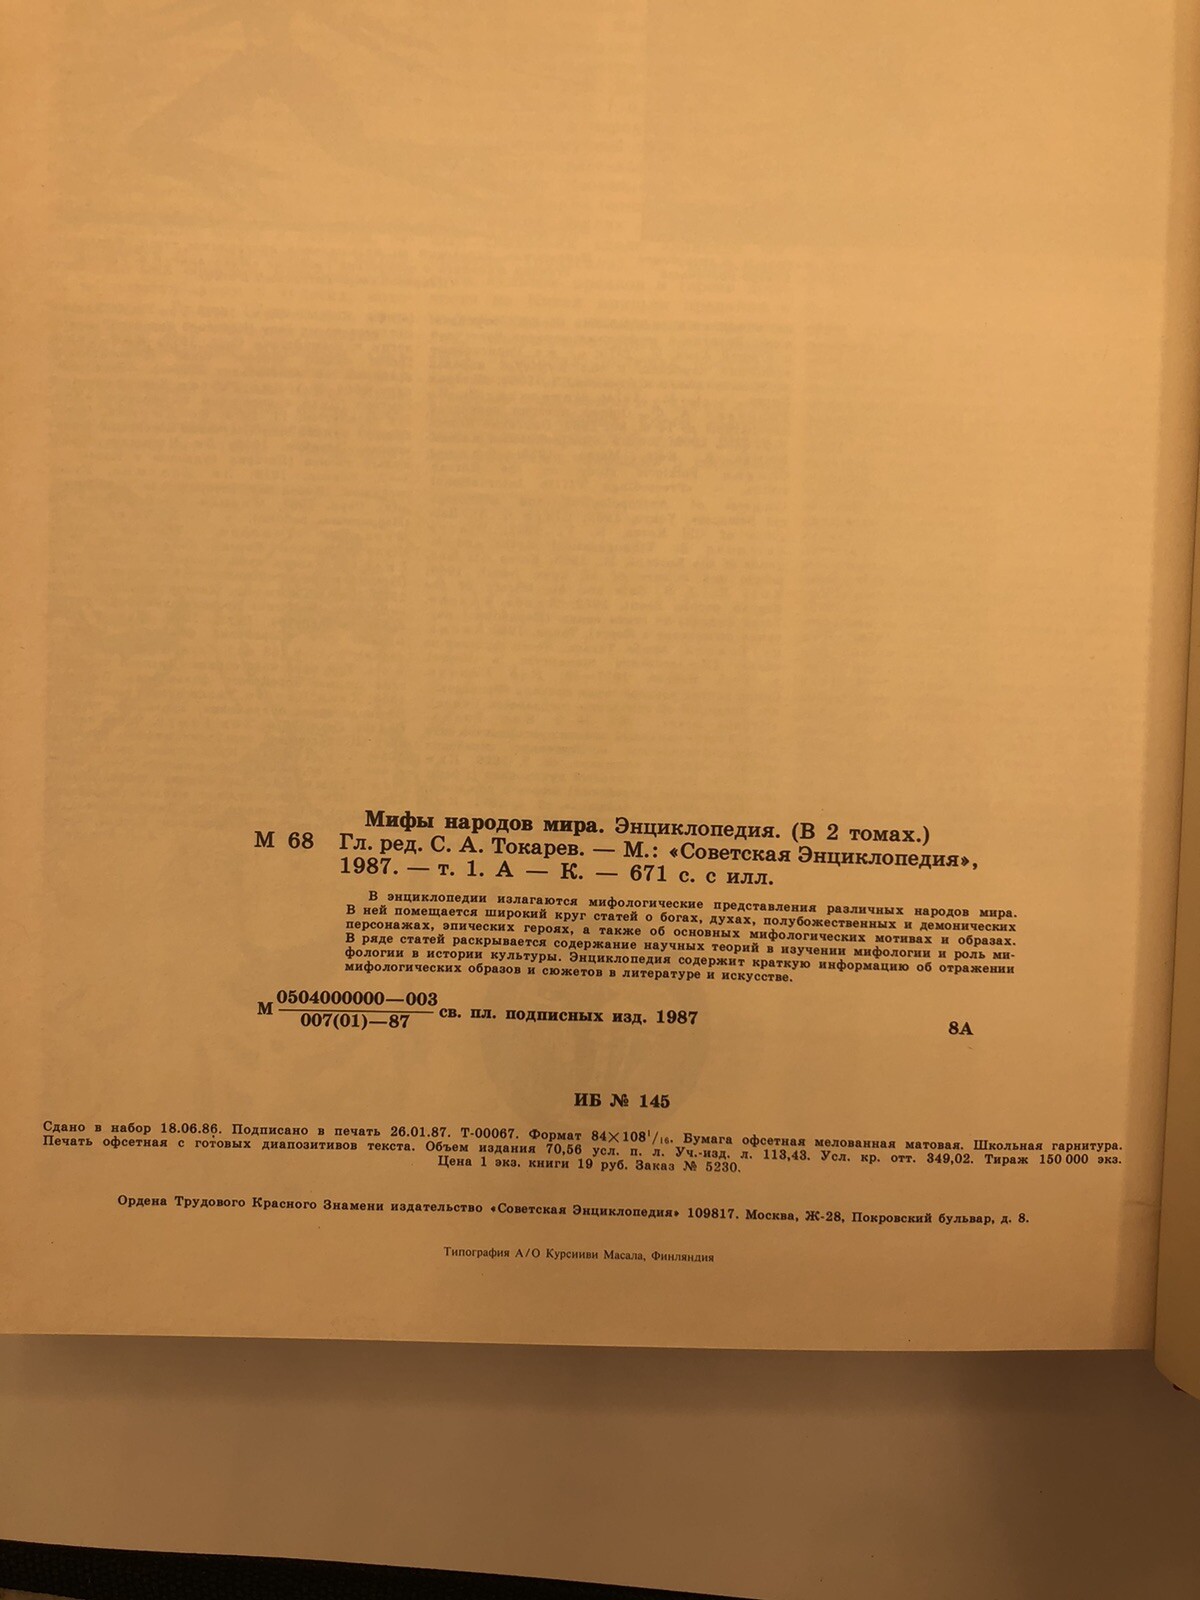 Мифы народов мира. Энциклопедия. (В 2 томах.)
М 68 Гл. ред. С. А. Токарев. — М.: «Советская Энциклопедия»,
1987. — т. 1. А — К. — 671 с. с илл.
В энциклопедии излагаются мифологические представления различных народов мира.
В ней помещается широкий круг статей о богах, духах, полубожественных и демонических
персонажах, эпических героях, а также об основных мифологических мотивах и образах.
В ряде статей раскрывается содержание научных теорий в изучении мифологии и роль ми-
фологии в истории культуры. Энциклопедия содержит краткую информацию об отражении
мифологических образов и сюжетов в литературе и искусстве.
М 0504000000—003
007(01)—87 св. пл. подписных изд. 1987
8А
ИБ № 145
Сдано в набор 18.06.86. Подписано в печать 26.01.87. Т-00067. Формат 84×108¹/₁₆. Бумага офсетная мелованная матовая. Школьная гарнитура.
Печать офсетная с готовых диапозитивов текста. Объем издания 70,56 усл. п. л. Уч.-изд. л. 113,43. Усл. кр. отт. 349,02. Тираж 150 000 экз.
Цена 1 экз. книги 19 руб. Заказ № 5230.
Ордена Трудового Красного Знамени издательство «Советская Энциклопедия» 109817. Москва, Ж-28, Покровский бульвар, д. 8.
Типография А/О Курсииви Масала, Финляндия